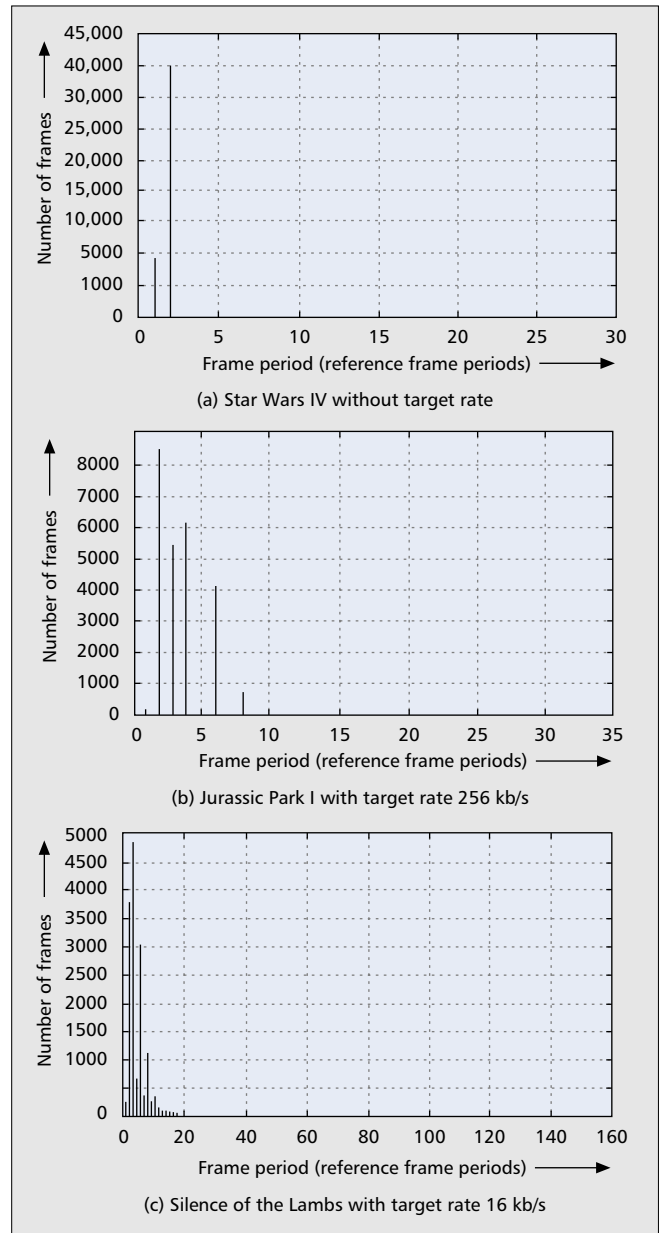 45,000
40,000
30,000
25,000
20,000
15,000
10,000
5000
1000
0
Number of frames
0 5 10 15 20 25 30
Frame period (reference frame periods)
(a) Star Wars IV without target rate
8000
7000
6000
5000
4000
3000
2000
1000
0
Number of frames
0 5 10 15 20 25 30 35
Frame period (reference frame periods)
(b) Jurassic Park I with target rate 256 kb/s
5000
4500
4000
3500
3000
2500
2000
1500
1000
0
Number of frames
0 20 40 60 80 100 120 140 160
Frame period (reference frame periods)
(c) Silence of the Lambs with target rate 16 kb/s